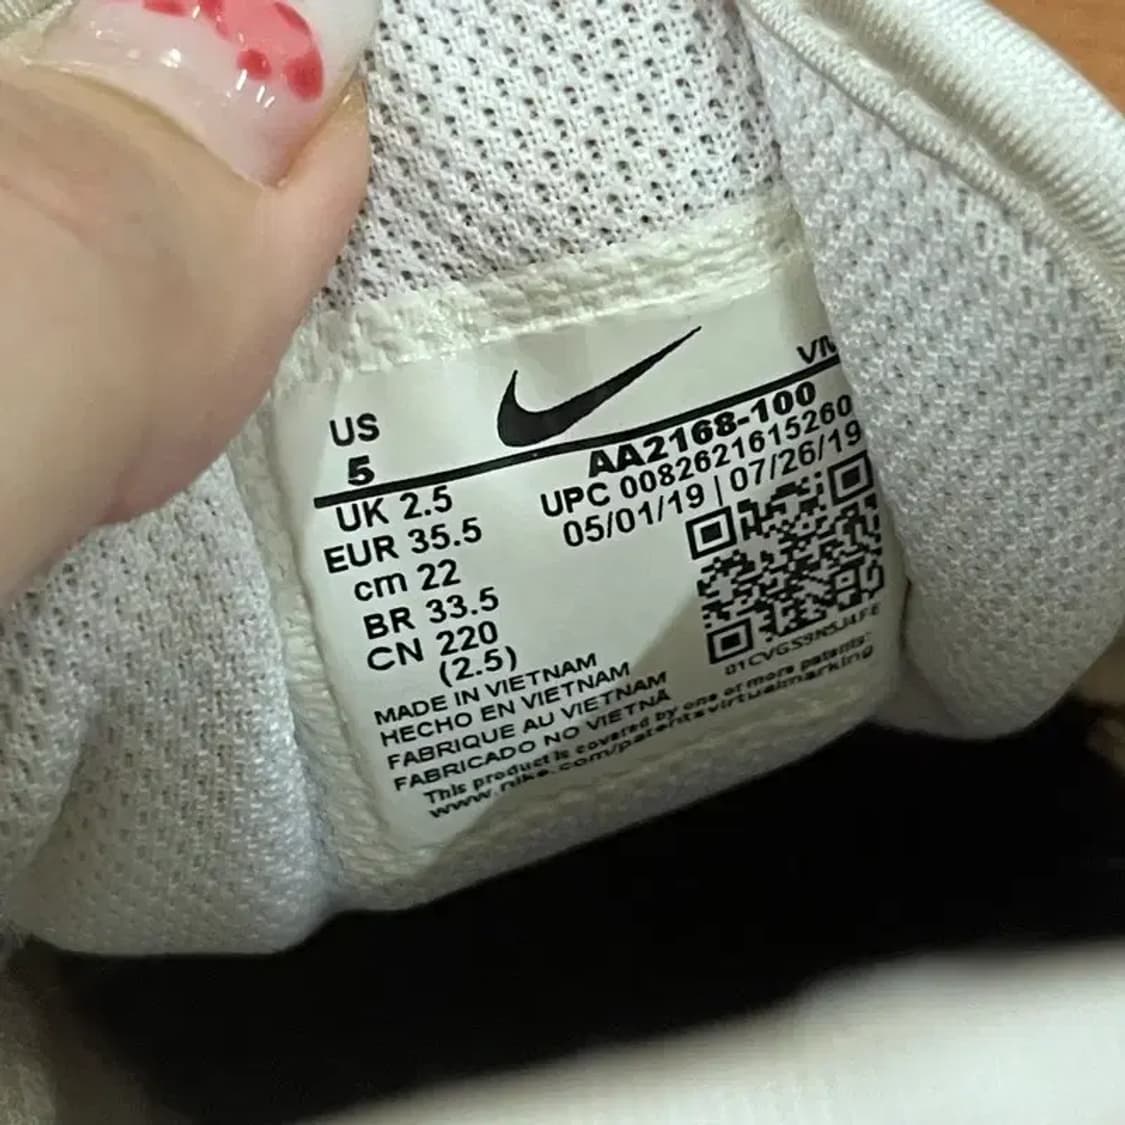 US
5
UK 2.5
EUR 35.5
cm 22
BR 33.5
CN 220
(2.5)
AA2168-100
UPC 0082621615260
05/01/19 | 07/26/19
MADE IN VIETNAM
HECHO EN VIETNAM
FABRIQUE AU VIETNAM
FABRICADO NO VIETNÃ
This product is covered by one or more patents:
www.nike.com/patentsvirtualmarking